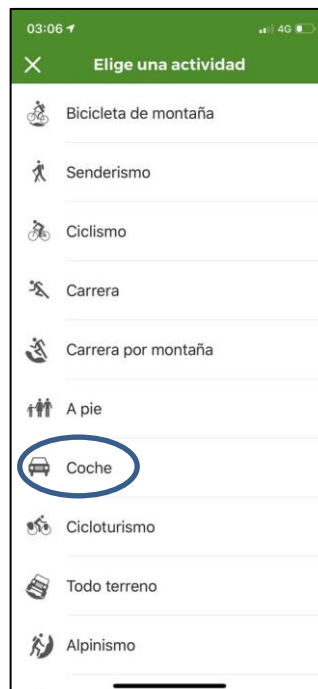 03:06 4G
Elige una actividad
Bicicleta de montaña
Senderismo
Ciclismo
Carrera
Carrera por montaña
A pie
Coche
Cicloturismo
Todo terreno
Alpinismo